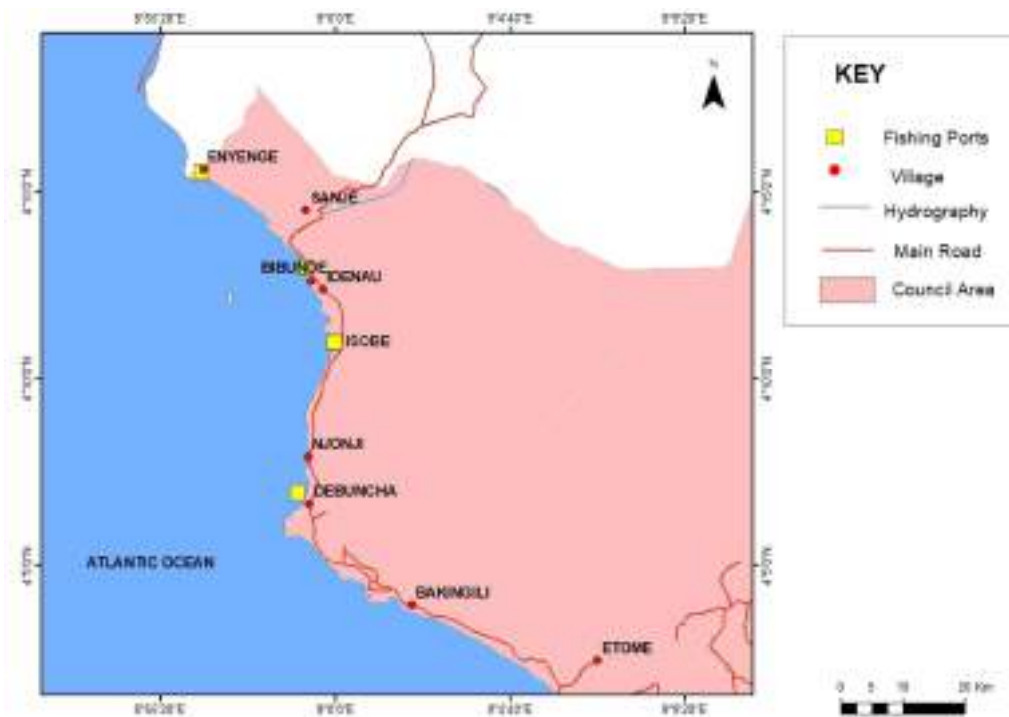 N
KEY
Fishing Ports
Village
Hydrography
Main Road
Council Area
ENYENGE
SANJE
BIBUNDE
IDENAU
ISOBE
NJONJI
DEBUNCHA
ATLANTIC OCEAN
BAKINGILI
ETOME
0 5 10 20 Km